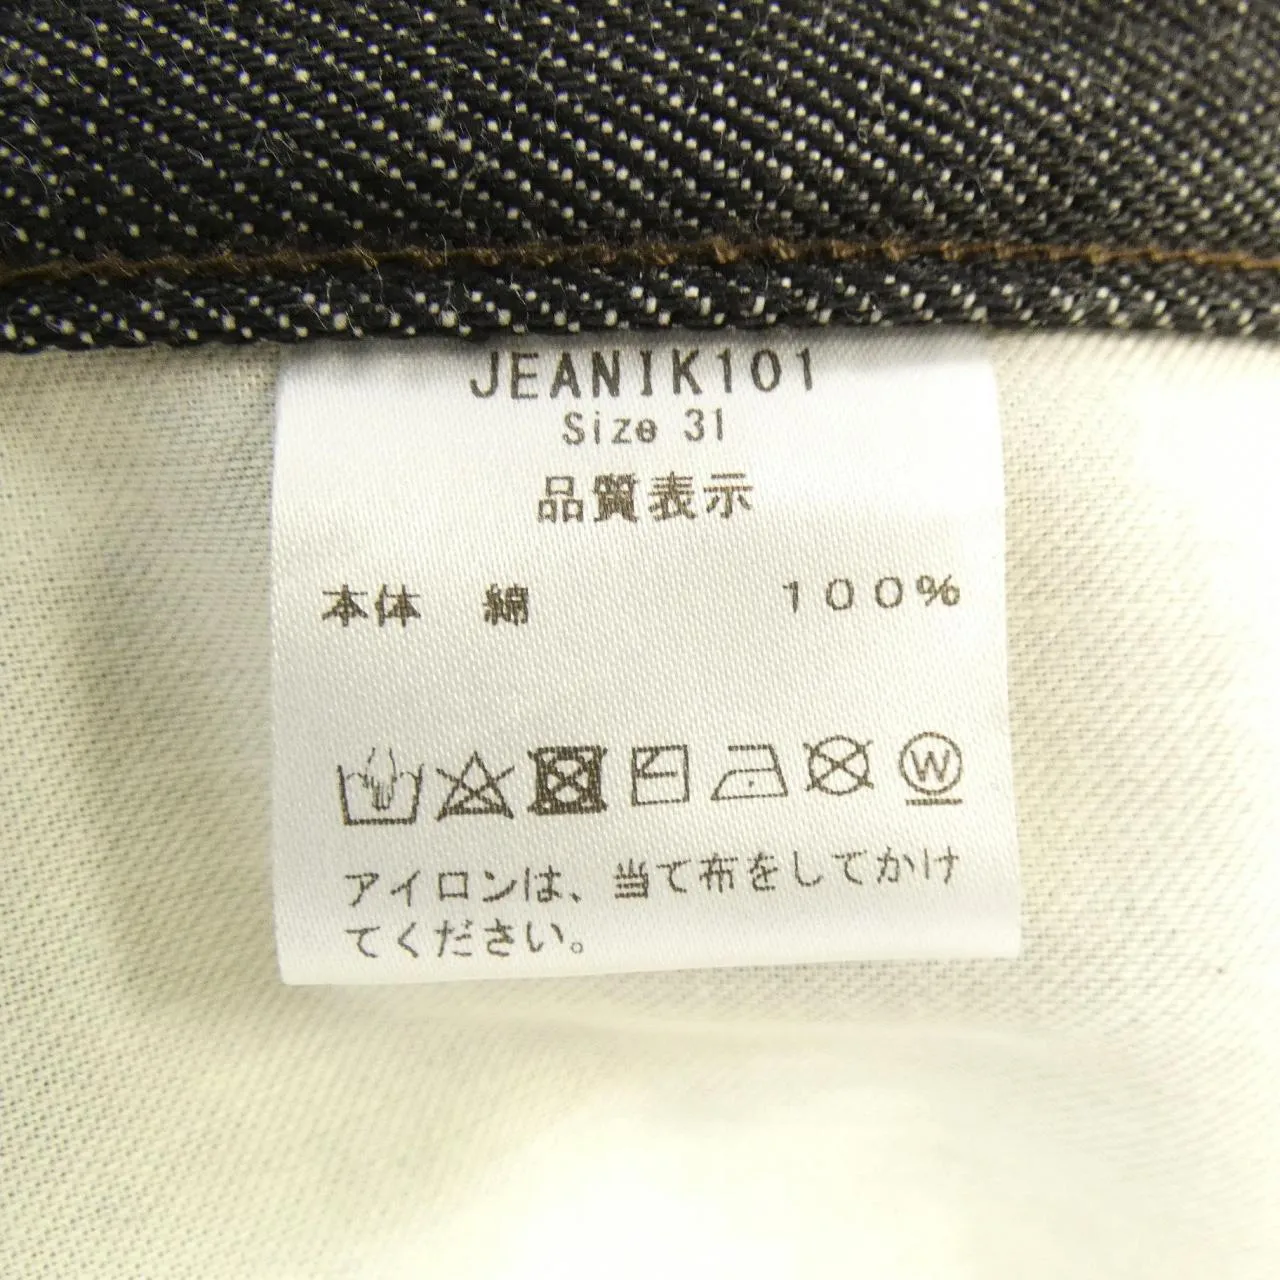 JEANIK101
Size 31
品質表示
本体 綿 100%
W
アイロンは、当て布をしてかけ
てください。